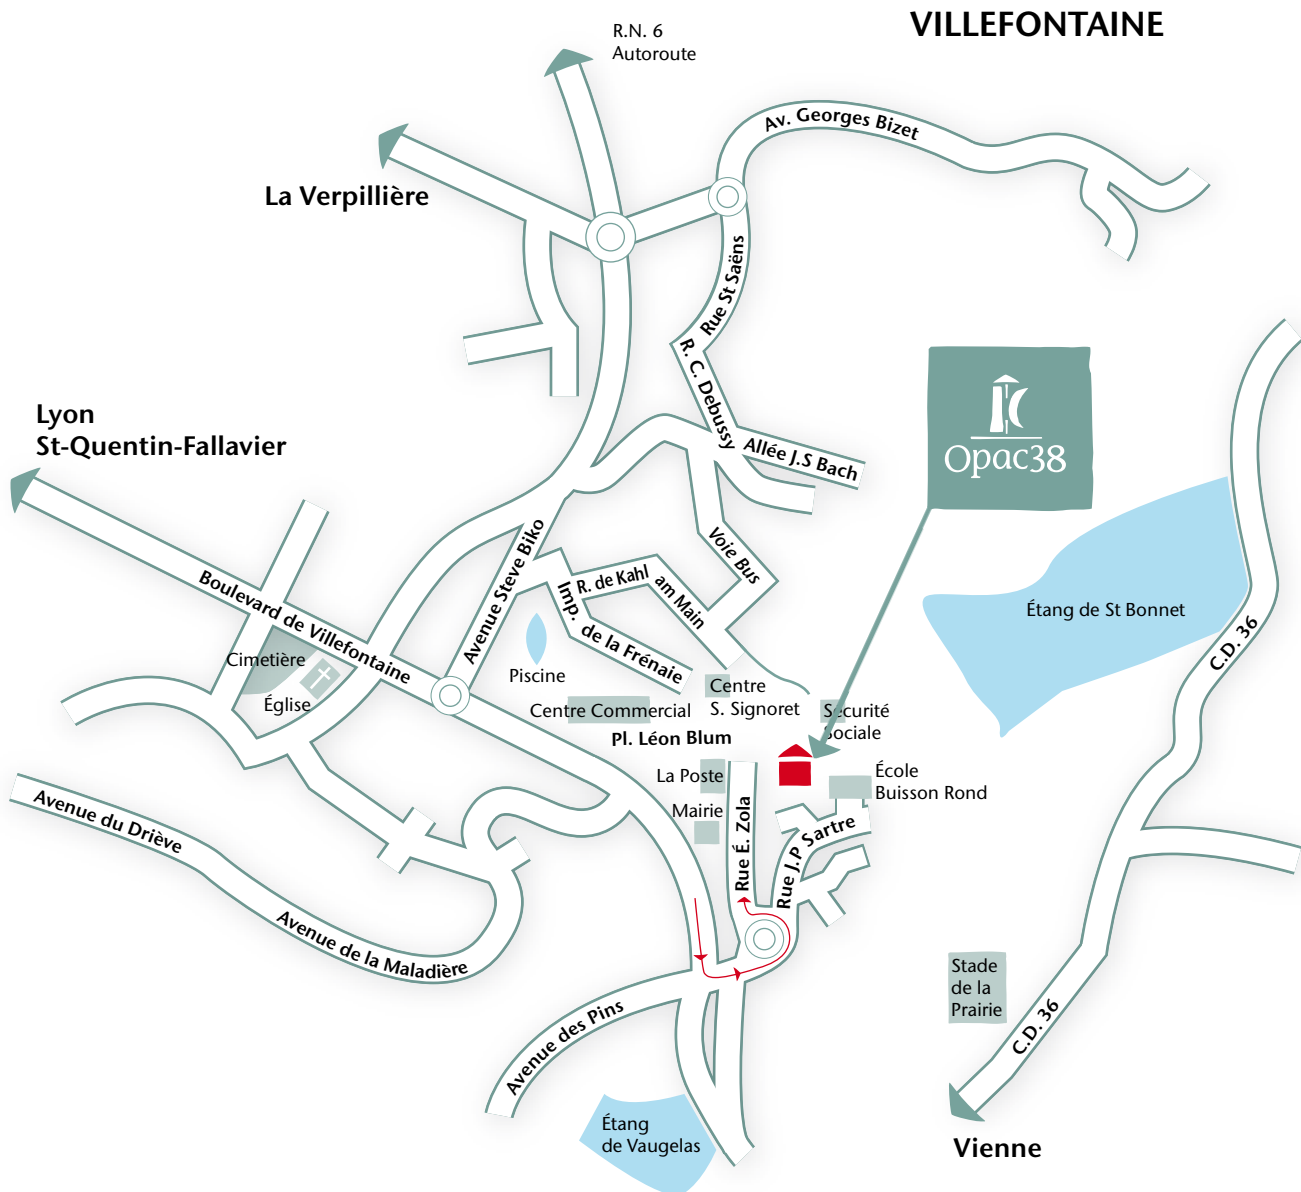 VILLEFONTAINE
R.N. 6
Autoroute
Av. Georges Bizet
La Verpillière
Rue St Saëns
R. C. Debussy
Allée J.S Bach
Opac38
Lyon
St-Quentin-Fallavier
Voie Bus
Avenue Steve Biko
R. de Kahl
am Main
Imp. de la Frénaie
Boulevard de Villefontaine
Étang de St Bonnet
C.D. 36
Cimetière
Église
Piscine
Centre
S. Signoret
Centre Commercial
Sécurité
Sociale
Pl. Léon Blum
La Poste
École
Buisson Rond
Mairie
Rue É. Zola
Rue J.P Sartre
Avenue du Driève
Avenue de la Maladière
Avenue des Pins
Stade
de la
Prairie
C.D. 36
Étang
de Vaugelas
Vienne